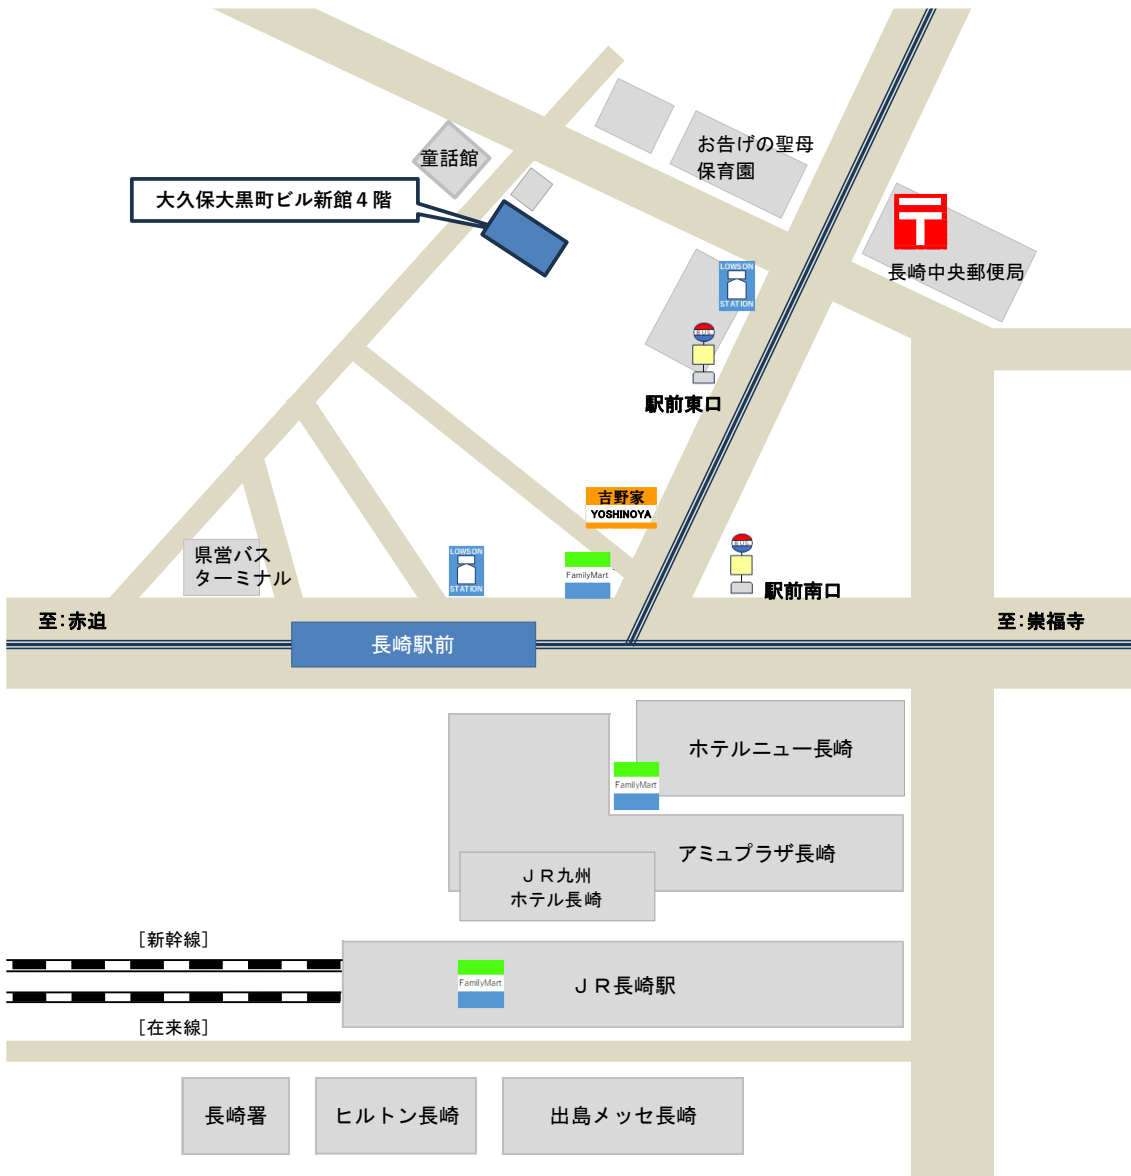 お告げの聖母
保育園
童話館
大久保大黒町ビル新館４階
長崎中央郵便局
LOWSON
STATION
BUS
駅前東口
吉野家
YOSHINOYA
県営バス
ターミナル
LOWSON
STATION
FamilyMart
BUS
駅前南口
至：赤迫
至：崇福寺
長崎駅前
ホテルニュー長崎
FamilyMart
アミュプラザ長崎
ＪＲ九州
ホテル長崎
［新幹線］
FamilyMart
ＪＲ長崎駅
［在来線］
長崎署
ヒルトン長崎
出島メッセ長崎